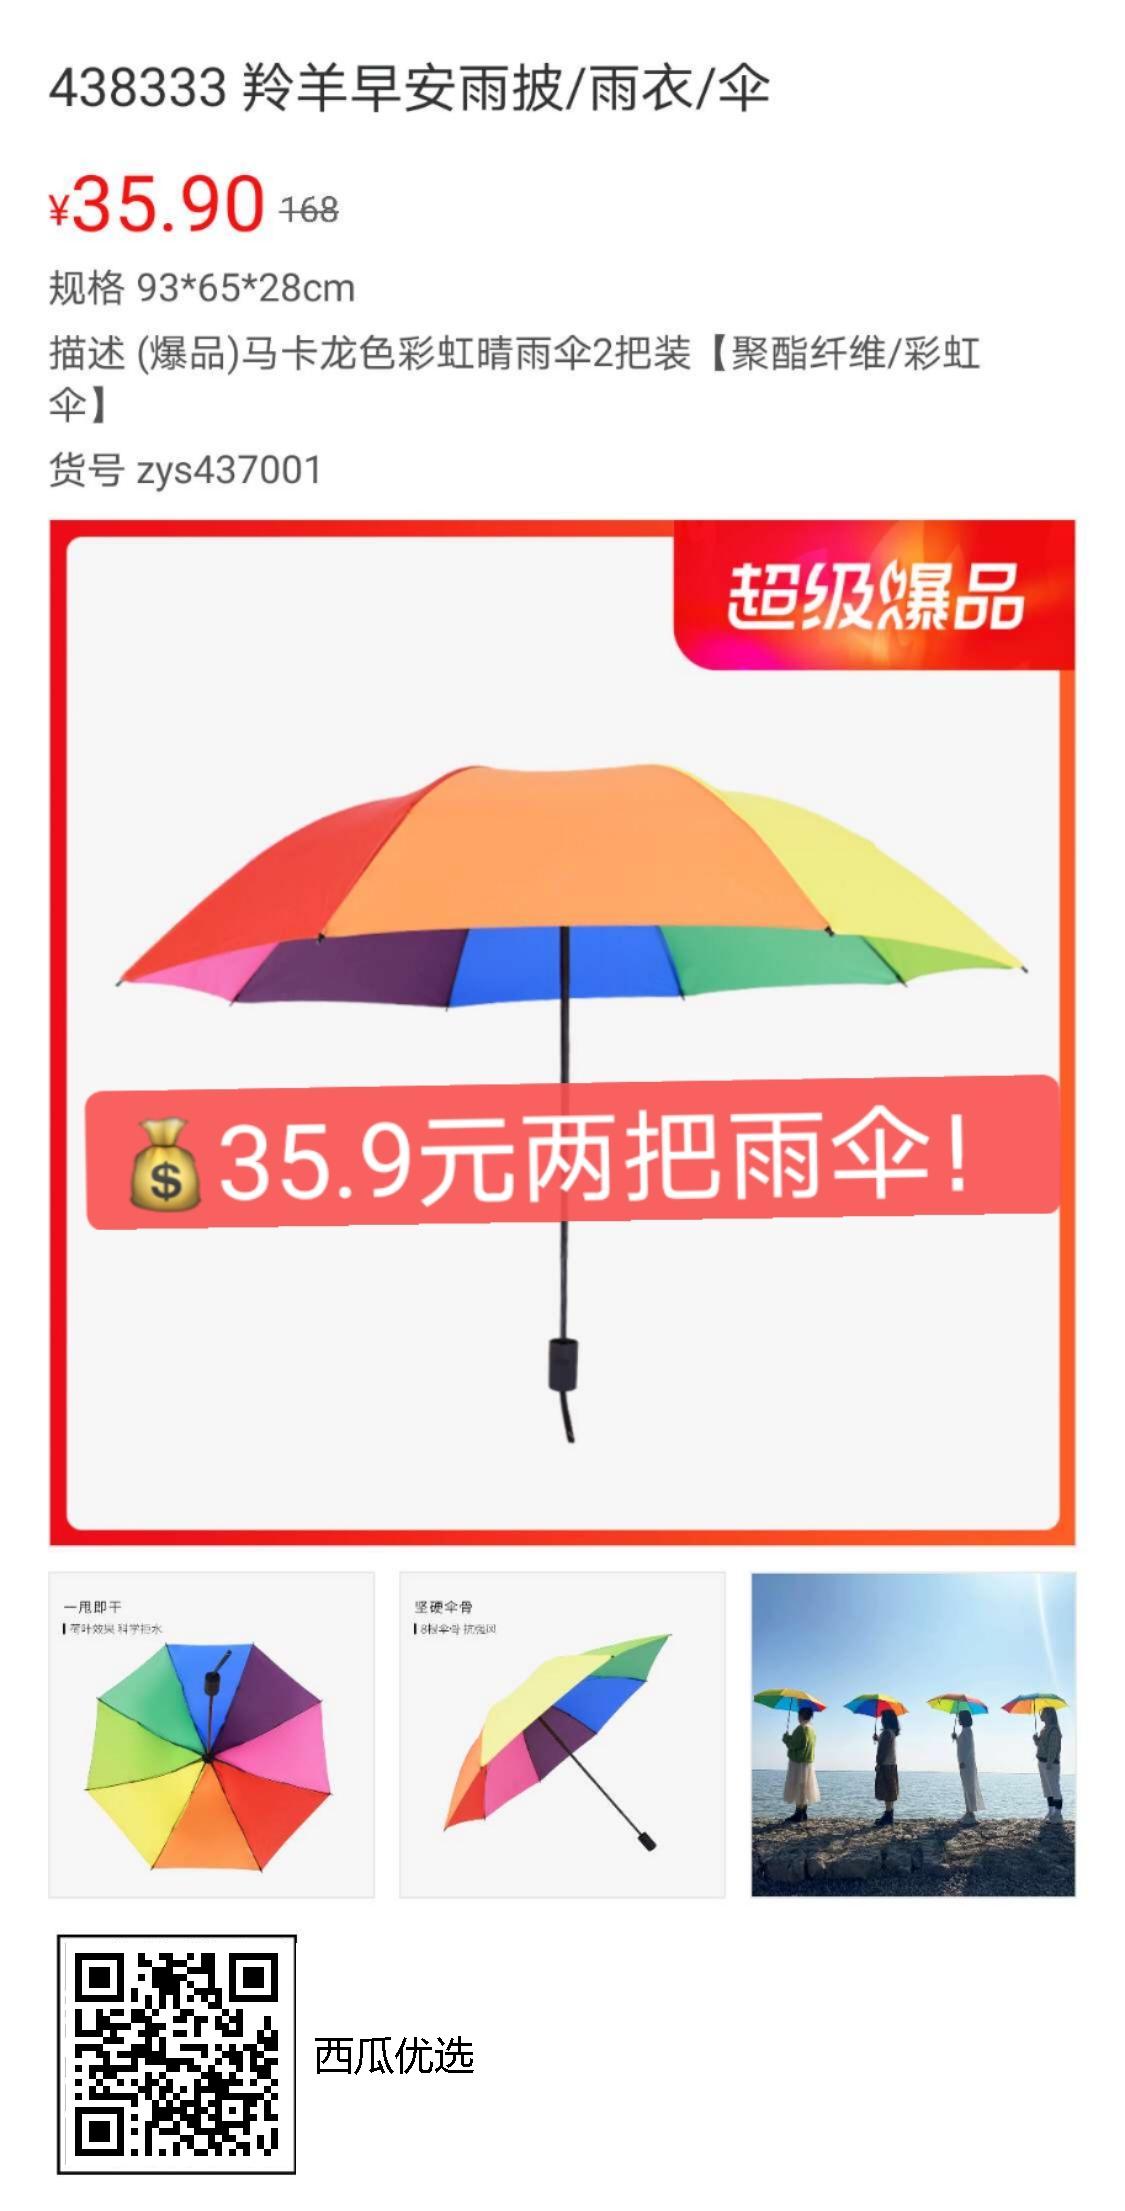 438333 羚羊早安雨披/雨衣/伞
¥35.90 168
规格 93*65*28cm
描述 (爆品)马卡龙色彩虹晴雨伞2把装【聚酯纤维/彩虹
伞】
货号 zys437001
超级爆品
35.9元两把雨伞!
一甩即干
荷叶效果 科学拒水
坚硬伞骨
8根伞骨 抗强风
西瓜优选